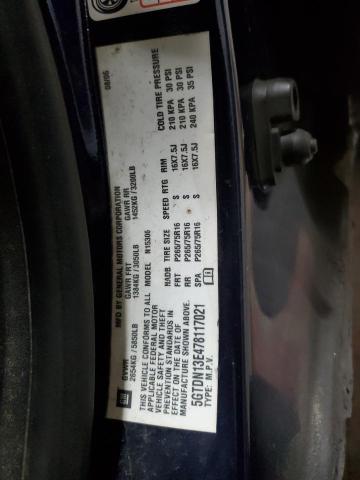 MFD BY GENERAL MOTORS CORPORATION 08/06
GVWR GAWR FRT GAWR RR
2654KG/5850LB 1384KG/3050LB 1452KG/3200LB
GM
THIS VEHICLE CONFORMS TO ALL
APPLICABLE FEDERAL MOTOR
VEHICLE SAFETY AND THEFT
PREVENTION STANDARDS IN
EFFECT ON THE DATE OF
MANUFACTURE SHOWN ABOVE.
5GTDN13E478117021
TYPE: M.P.V.
MODEL N15306
NADB TIRE SIZE SPEED RTG RIM COLD TIRE PRESSURE
FRT P265/75R16 S 16X7.5J 210 KPA 30 PSI
RR P265/75R16 S 16X7.5J 210 KPA 30 PSI
SPA P265/75R16 S 16X7.5J 240 KPA 35 PSI